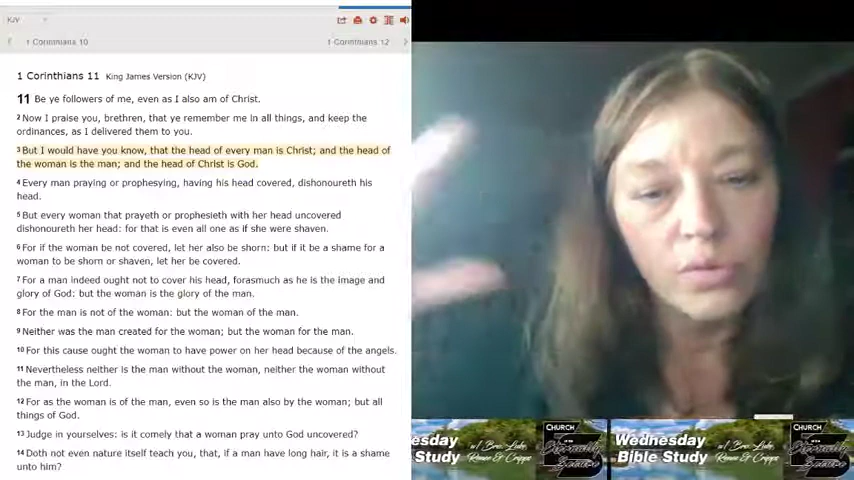 KJV
1 Corinthians 10
1 Corinthians 12
1 Corinthians 11 King James Version (KJV)
11 Be ye followers of me, even as I also am of Christ.
2 Now I praise you, brethren, that ye remember me in all things, and keep the
ordinances, as I delivered them to you.
3 But I would have you know, that the head of every man is Christ; and the head of
the woman is the man; and the head of Christ is God.
4 Every man praying or prophesying, having his head covered, dishonoureth his
head.
5 But every woman that prayeth or prophesieth with her head uncovered
dishonoureth her head: for that is even all one as if she were shaven.
6 For if the woman be not covered, let her also be shorn: but if it be a shame for a
woman to be shorn or shaven, let her be covered.
7 For a man indeed ought not to cover his head, forasmuch as he is the image and
glory of God: but the woman is the glory of the man.
8 For the man is not of the woman: but the woman of the man.
9 Neither was the man created for the woman; but the woman for the man.
10 For this cause ought the woman to have power on her head because of the angels.
11 Nevertheless neither is the man without the woman, neither the woman without
the man, in the Lord.
12 For as the woman is of the man, even so is the man also by the woman; but all
things of God.
13 Judge in yourselves: is it comely that a woman pray unto God uncovered?
14 Doth not even nature itself teach you, that, if a man have long hair, it is a shame
unto him?
esday
Study
w/ Bro. Luke,
Renee & Cripps
CHURCH
Eternally
Secure
Wednesday
Bible Study
w/ Bro. Luke,
Renee & Cripps
CHURCH
Eternally
Secure